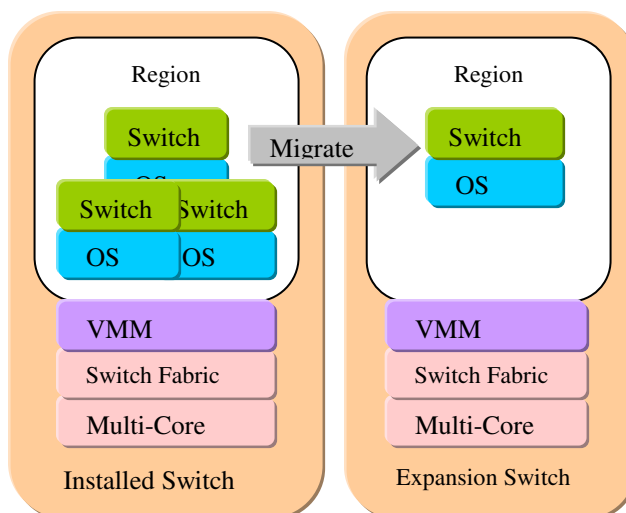 Region
Switch
OS
Switch
Switch
OS
OS
VMM
Switch Fabric
Multi-Core
Installed Switch
Migrate
Region
Switch
OS
VMM
Switch Fabric
Multi-Core
Expansion Switch